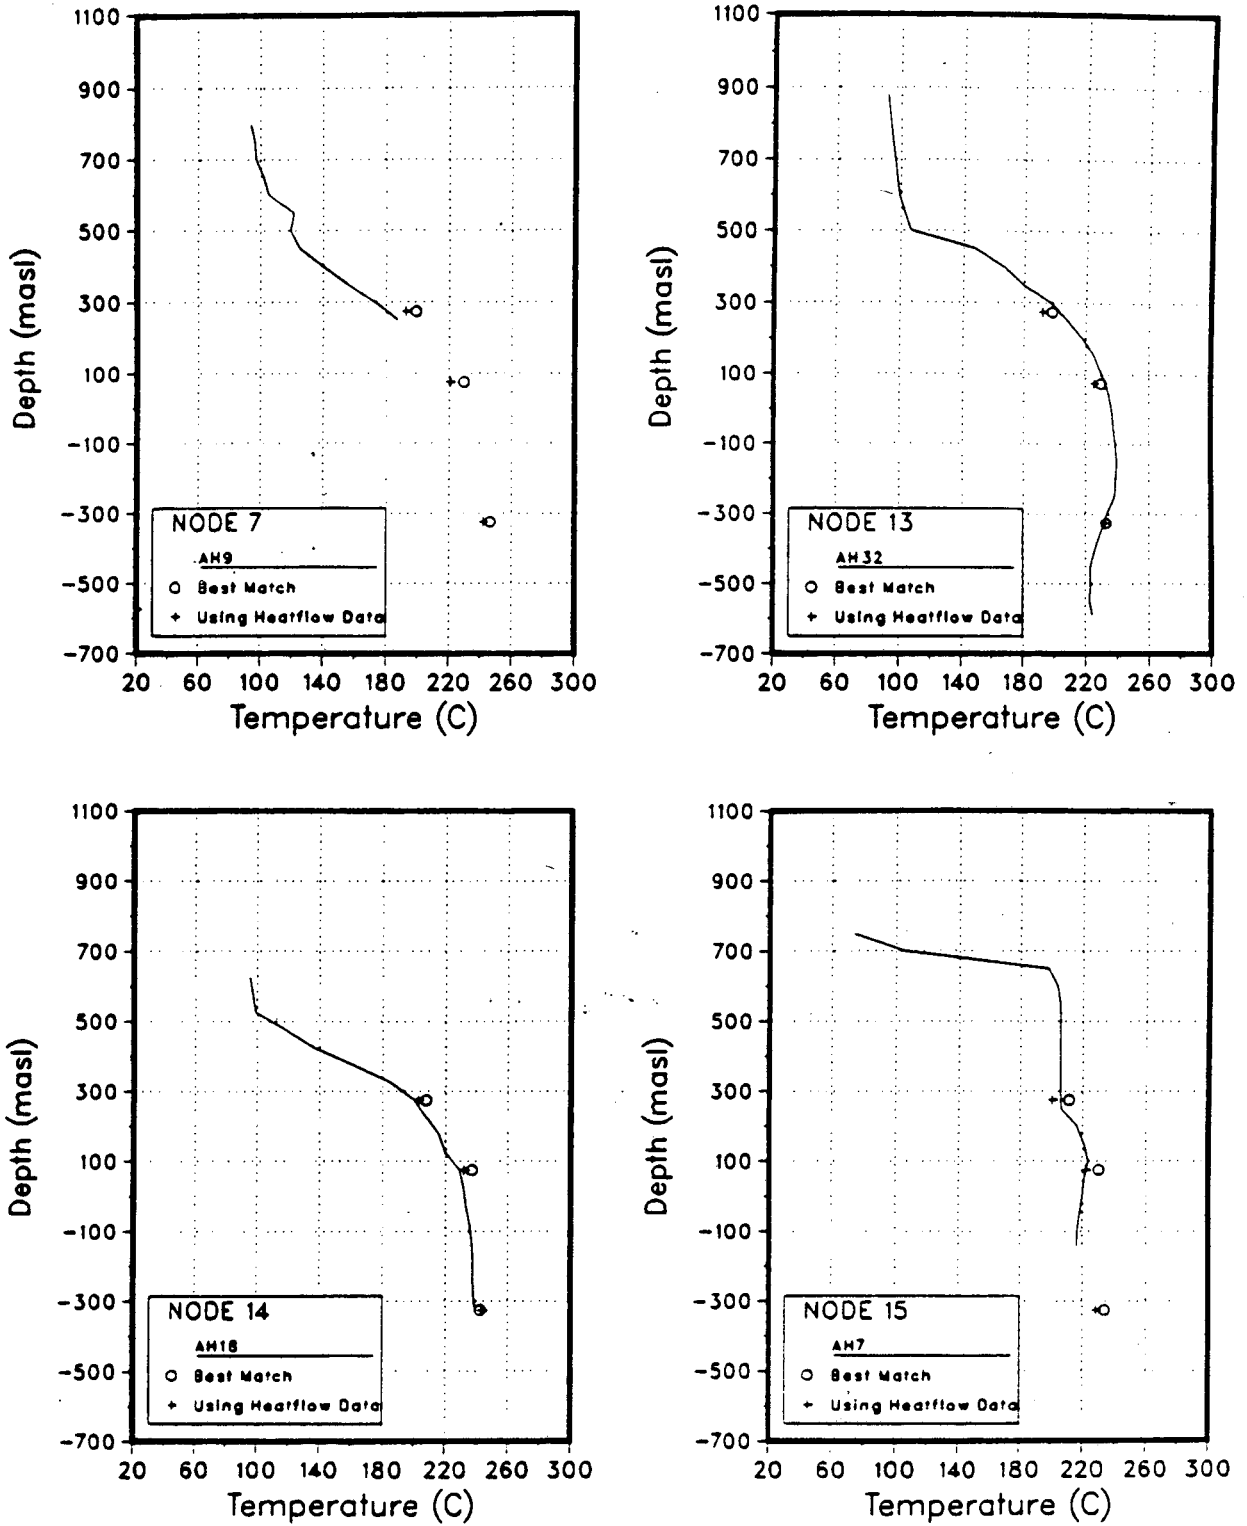 1100
900
700
500
300
100
-100
-300
-500
-700
Depth (masl)
NODE 7
AH9
Best Match
Using Heatflow Data
20 60 100 140 180 220 260 300
Temperature (C)
1100
900
700
500
300
100
-100
-300
-500
-700
Depth (masl)
NODE 13
AH32
Best Match
Using Heatflow Data
20 60 100 140 180 220 260 300
Temperature (C)
1100
900
700
500
300
100
-100
-300
-500
-700
Depth (masl)
NODE 14
AH18
Best Match
Using Heatflow Data
20 60 100 140 180 220 260 300
Temperature (C)
1100
900
700
500
300
100
-100
-300
-500
-700
Depth (masl)
NODE 15
AH7
Best Match
Using Heatflow Data
20 60 100 140 180 220 260 300
Temperature (C)